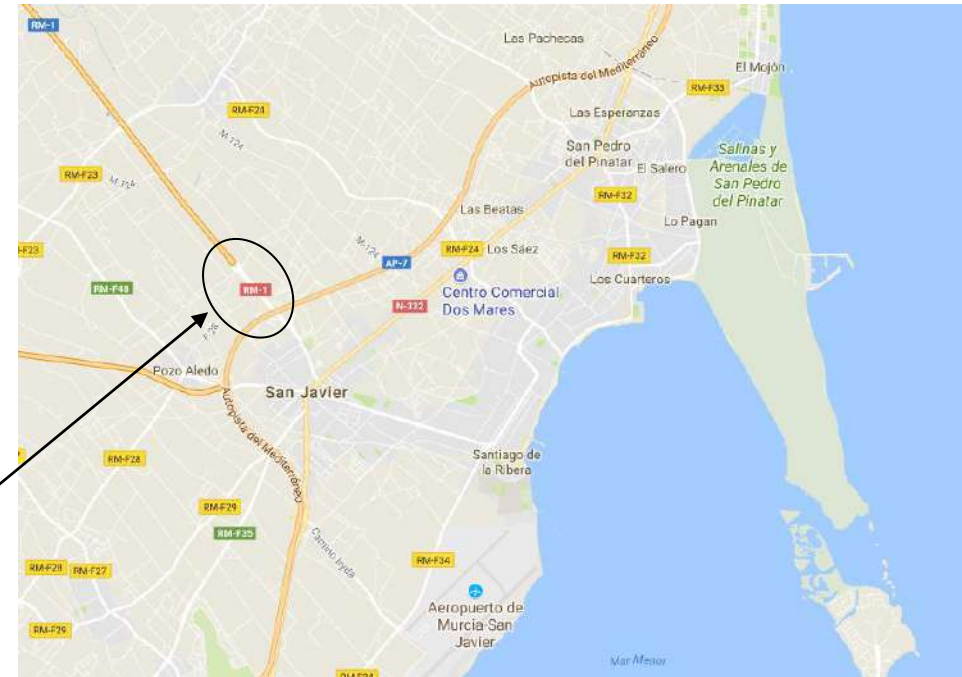 RM-1
Las Pachecas
Autopista del Mediterráneo
El Mojón
RM-F33
RM-F24
Las Esperanzas
M-124
San Pedro
del Pinatar
El Salero
Salinas y
Arenales de
San Pedro
del Pinatar
RM-F23
RM-F32
Las Beatas
Lo Pagan
M-124
RM-F24
Los Sáez
RM-F32
AP-7
Los Cuarteros
RM-F48
RM-1
Centro Comercial
Dos Mares
N-332
F-26
Pozo Aledo
San Javier
Autopista del Mediterráneo
Santiago de
la Ribera
RM-F28
RM-F29
RM-F35
Camino Iryda
RM-F34
RM-F28
RM-F27
Aeropuerto de
Murcia-San
Javier
RM-F29
Mar Menor